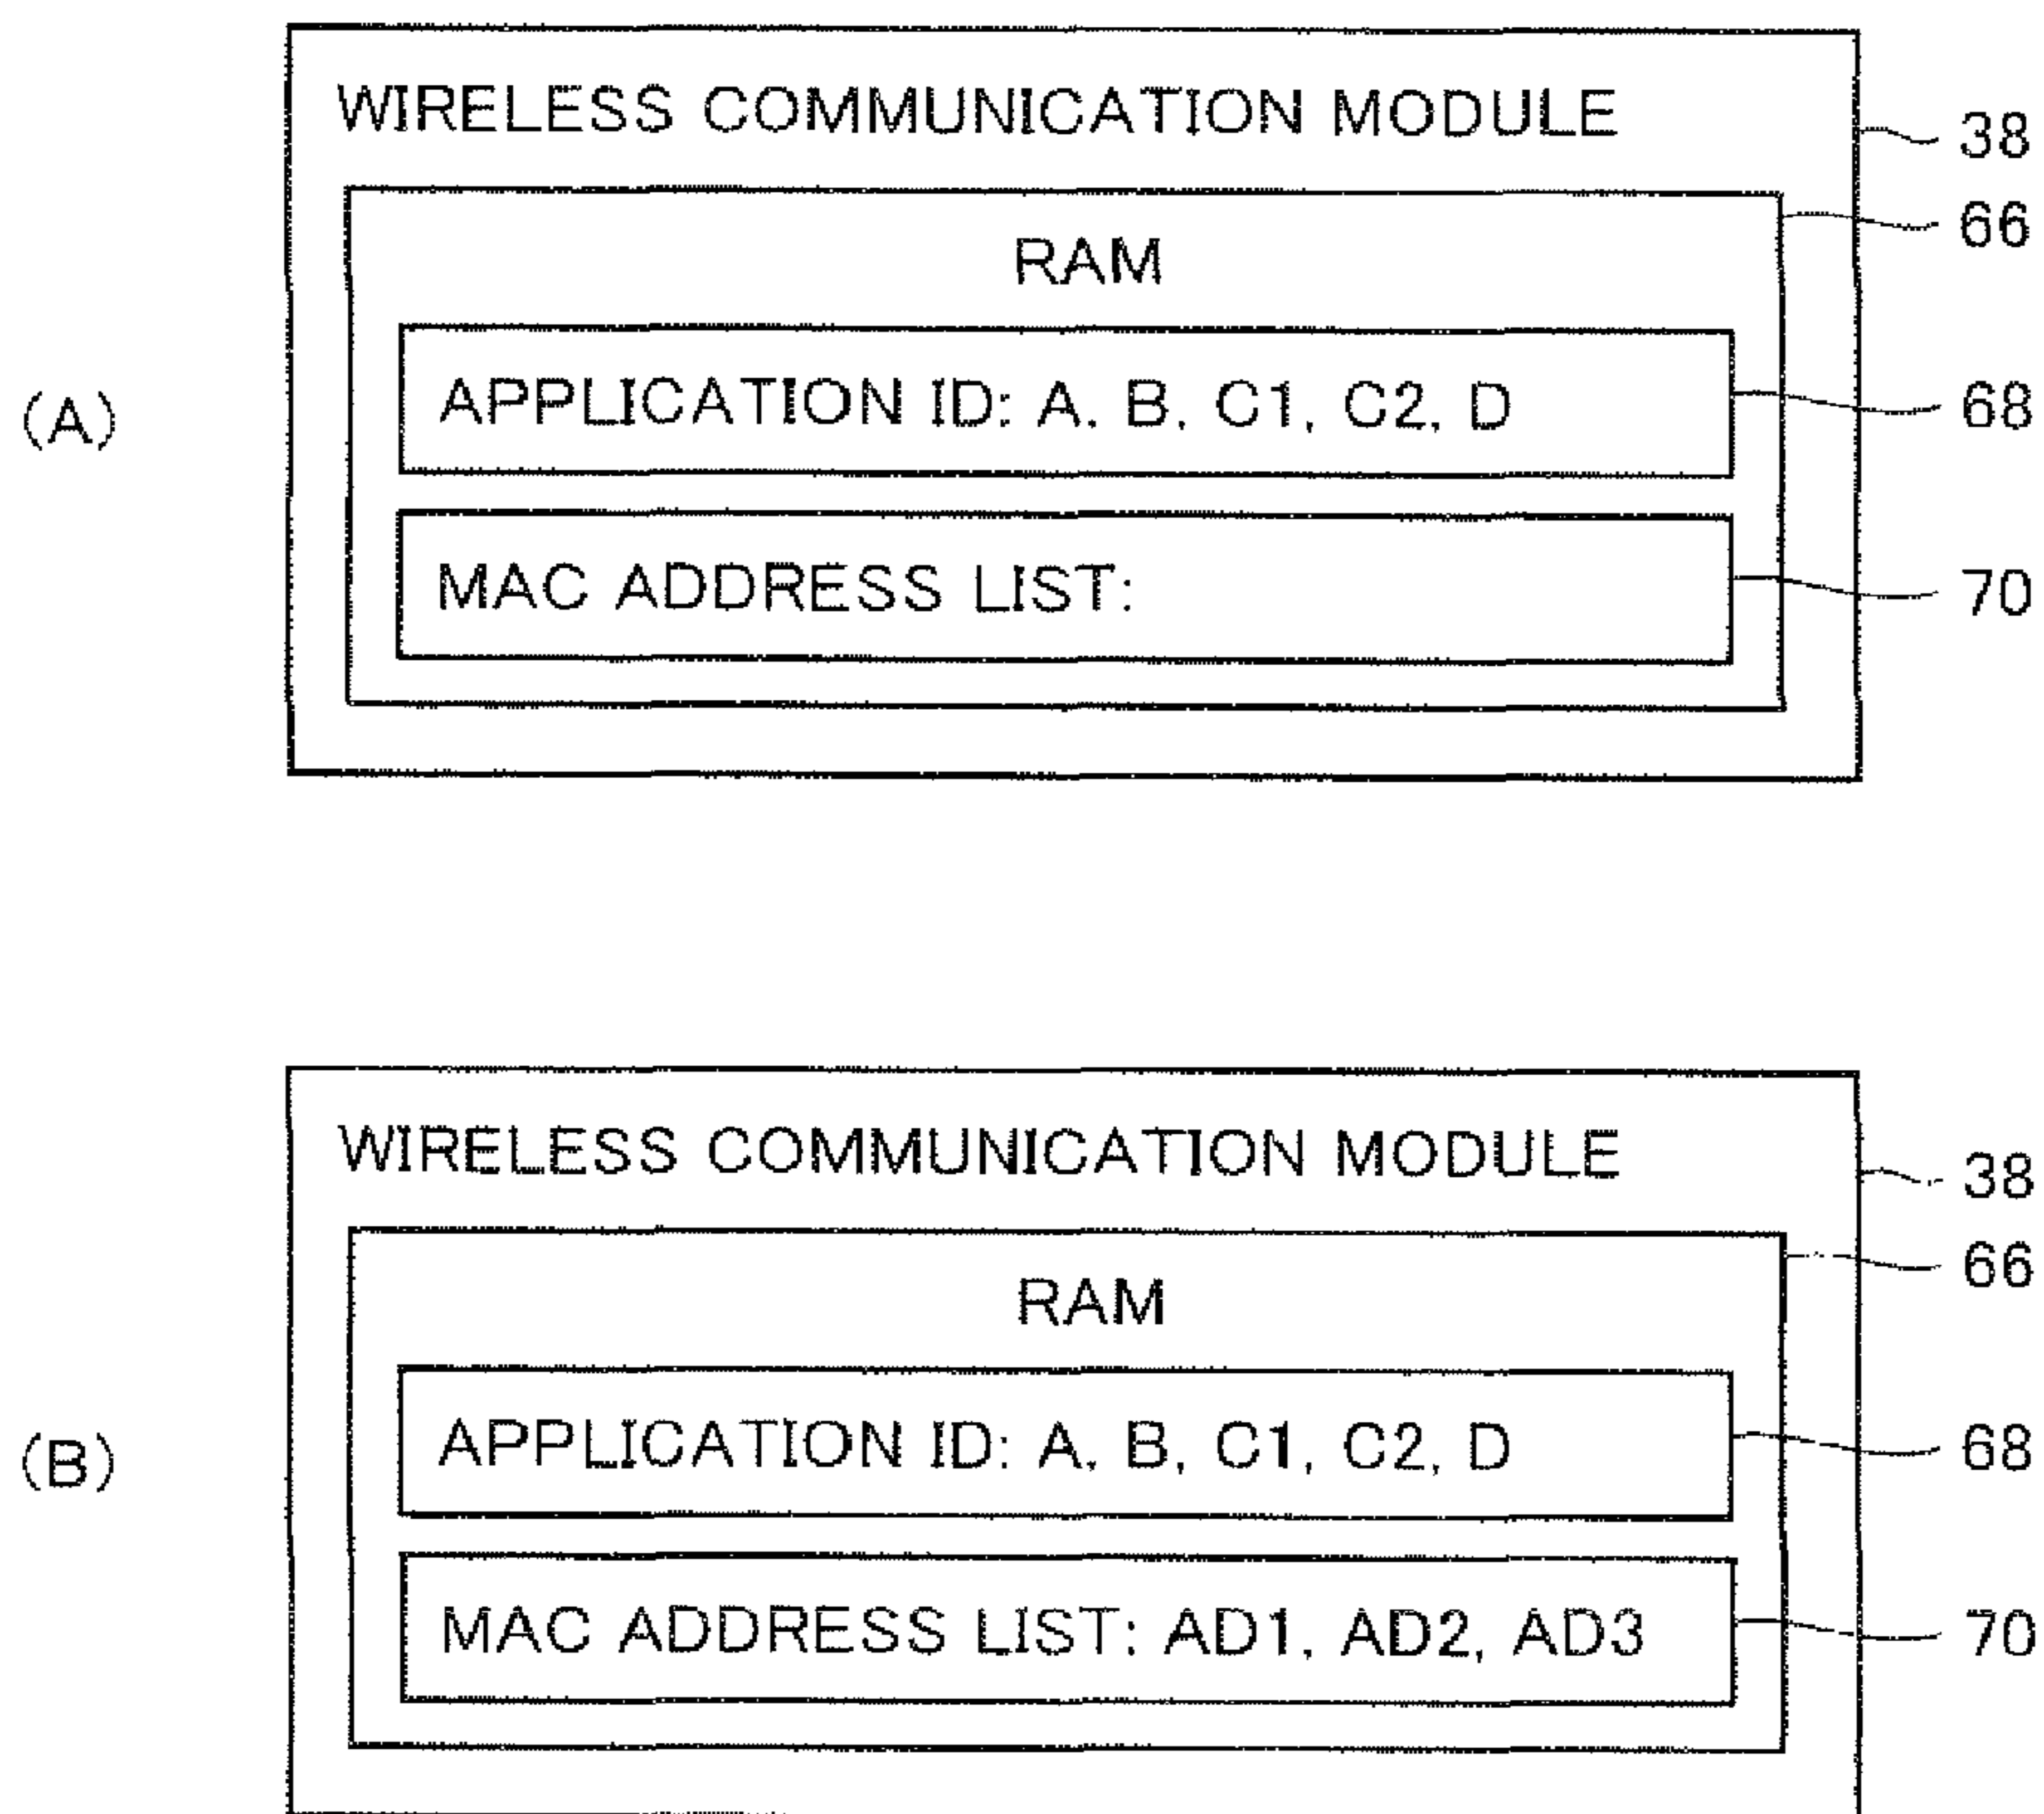 WIRELESS COMMUNICATION MODULE
38
66
RAM
(A)
APPLICATION ID: A, B, C1, C2, D
68
MAC ADDRESS LIST:
70
WIRELESS COMMUNICATION MODULE
38
66
RAM
(B)
APPLICATION ID: A, B, C1, C2, D
68
MAC ADDRESS LIST: AD1, AD2, AD3
70